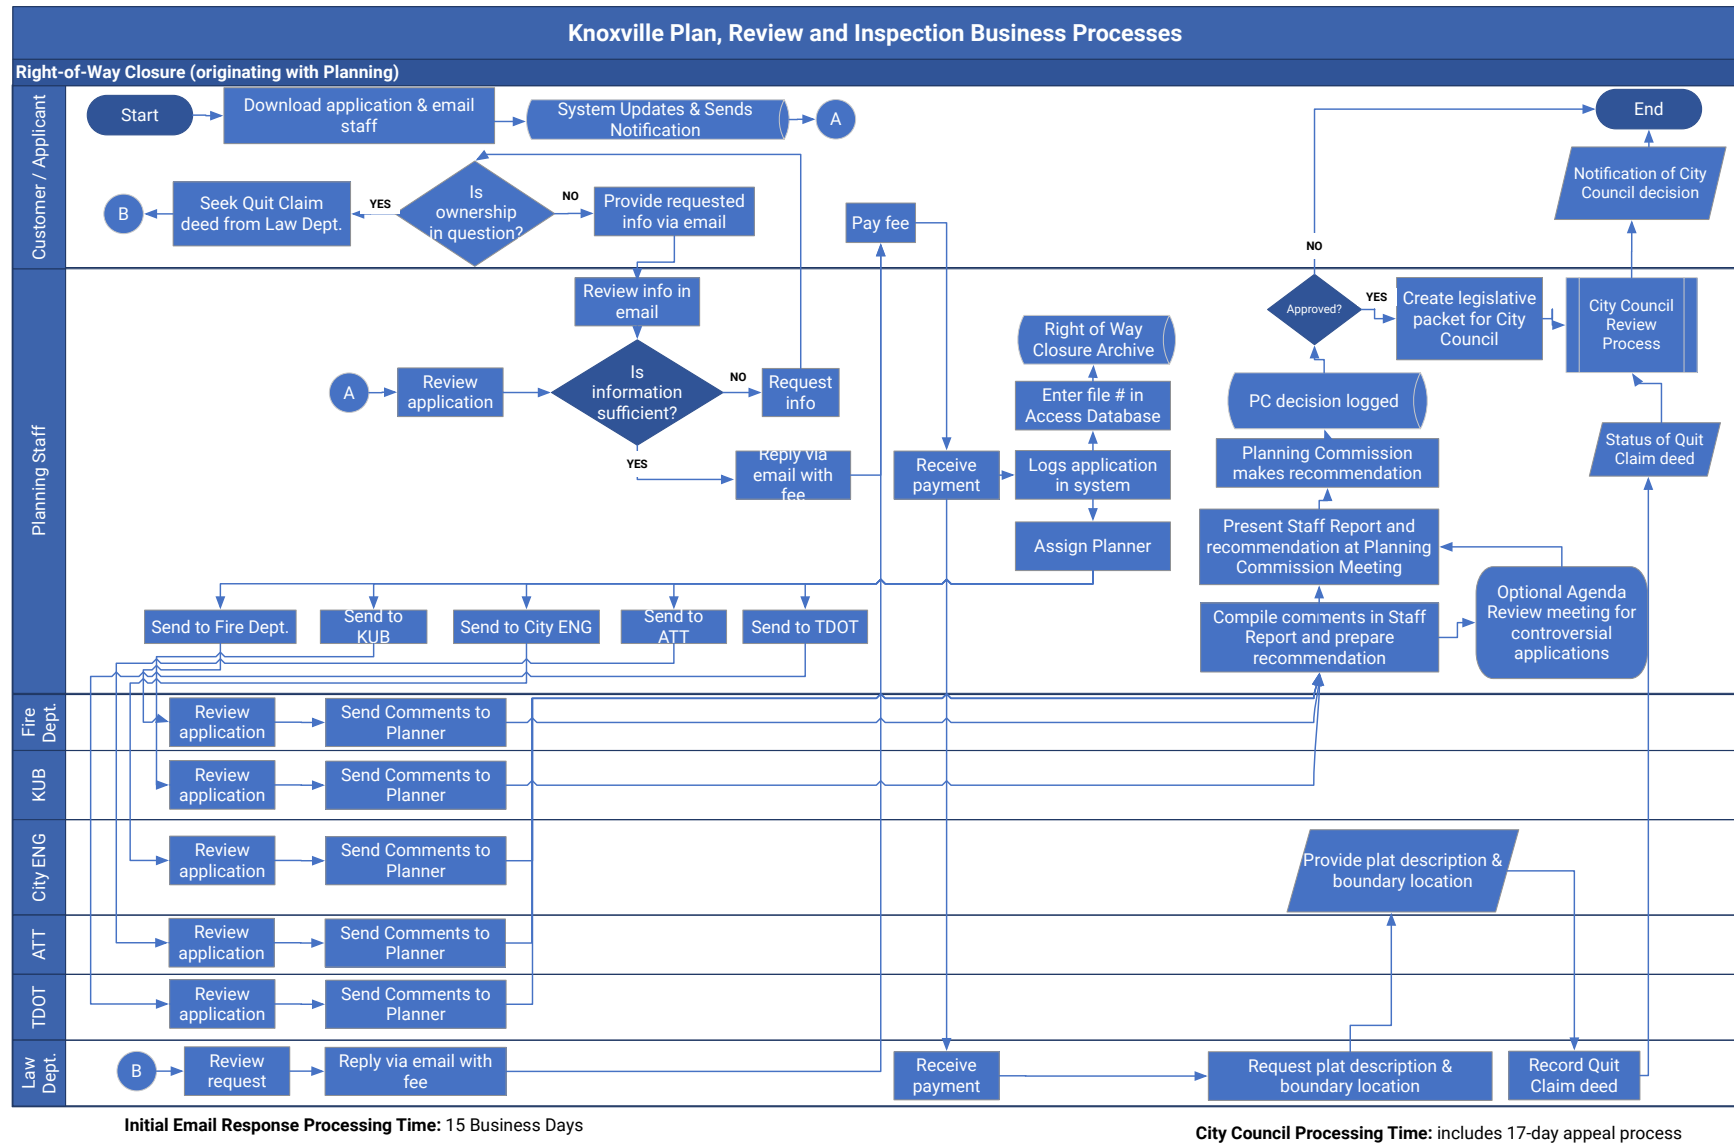 Knoxville Plan, Review and Inspection Business Processes
Right-of-Way Closure (originating with Planning)
Customer / Applicant
Start
Download application & email
staff
System Updates & Sends
Notification
A
End
B
Seek Quit Claim
deed from Law Dept.
YES
Is
ownership
in question?
NO
Provide requested
info via email
Pay fee
Notification of City
Council decision
NO
Planning Staff
Review info in
email
A
Review
application
Is
information
sufficient?
NO
Request
info
YES
Reply via
email with
fee
Receive
payment
Right of Way
Closure Archive
Enter file # in
Access Database
Logs application
in system
Assign Planner
Approved?
YES
Create legislative
packet for City
Council
City Council
Review
Process
PC decision logged
Planning Commission
makes recommendation
Status of Quit
Claim deed
Present Staff Report and
recommendation at Planning
Commission Meeting
Compile comments in Staff
Report and prepare
recommendation
Optional Agenda
Review meeting for
controversial
applications
Send to Fire Dept.
Send to
KUB
Send to City ENG
Send to
ATT
Send to TDOT
Fire
Dept.
Review
application
Send Comments to
Planner
KUB
Review
application
Send Comments to
Planner
City ENG
Review
application
Send Comments to
Planner
Provide plat description &
boundary location
ATT
Review
application
Send Comments to
Planner
TDOT
Review
application
Send Comments to
Planner
Law
Dept.
B
Review
request
Reply via email with
fee
Receive
payment
Request plat description &
boundary location
Record Quit
Claim deed
Initial Email Response Processing Time: 15 Business Days
City Council Processing Time: includes 17-day appeal process